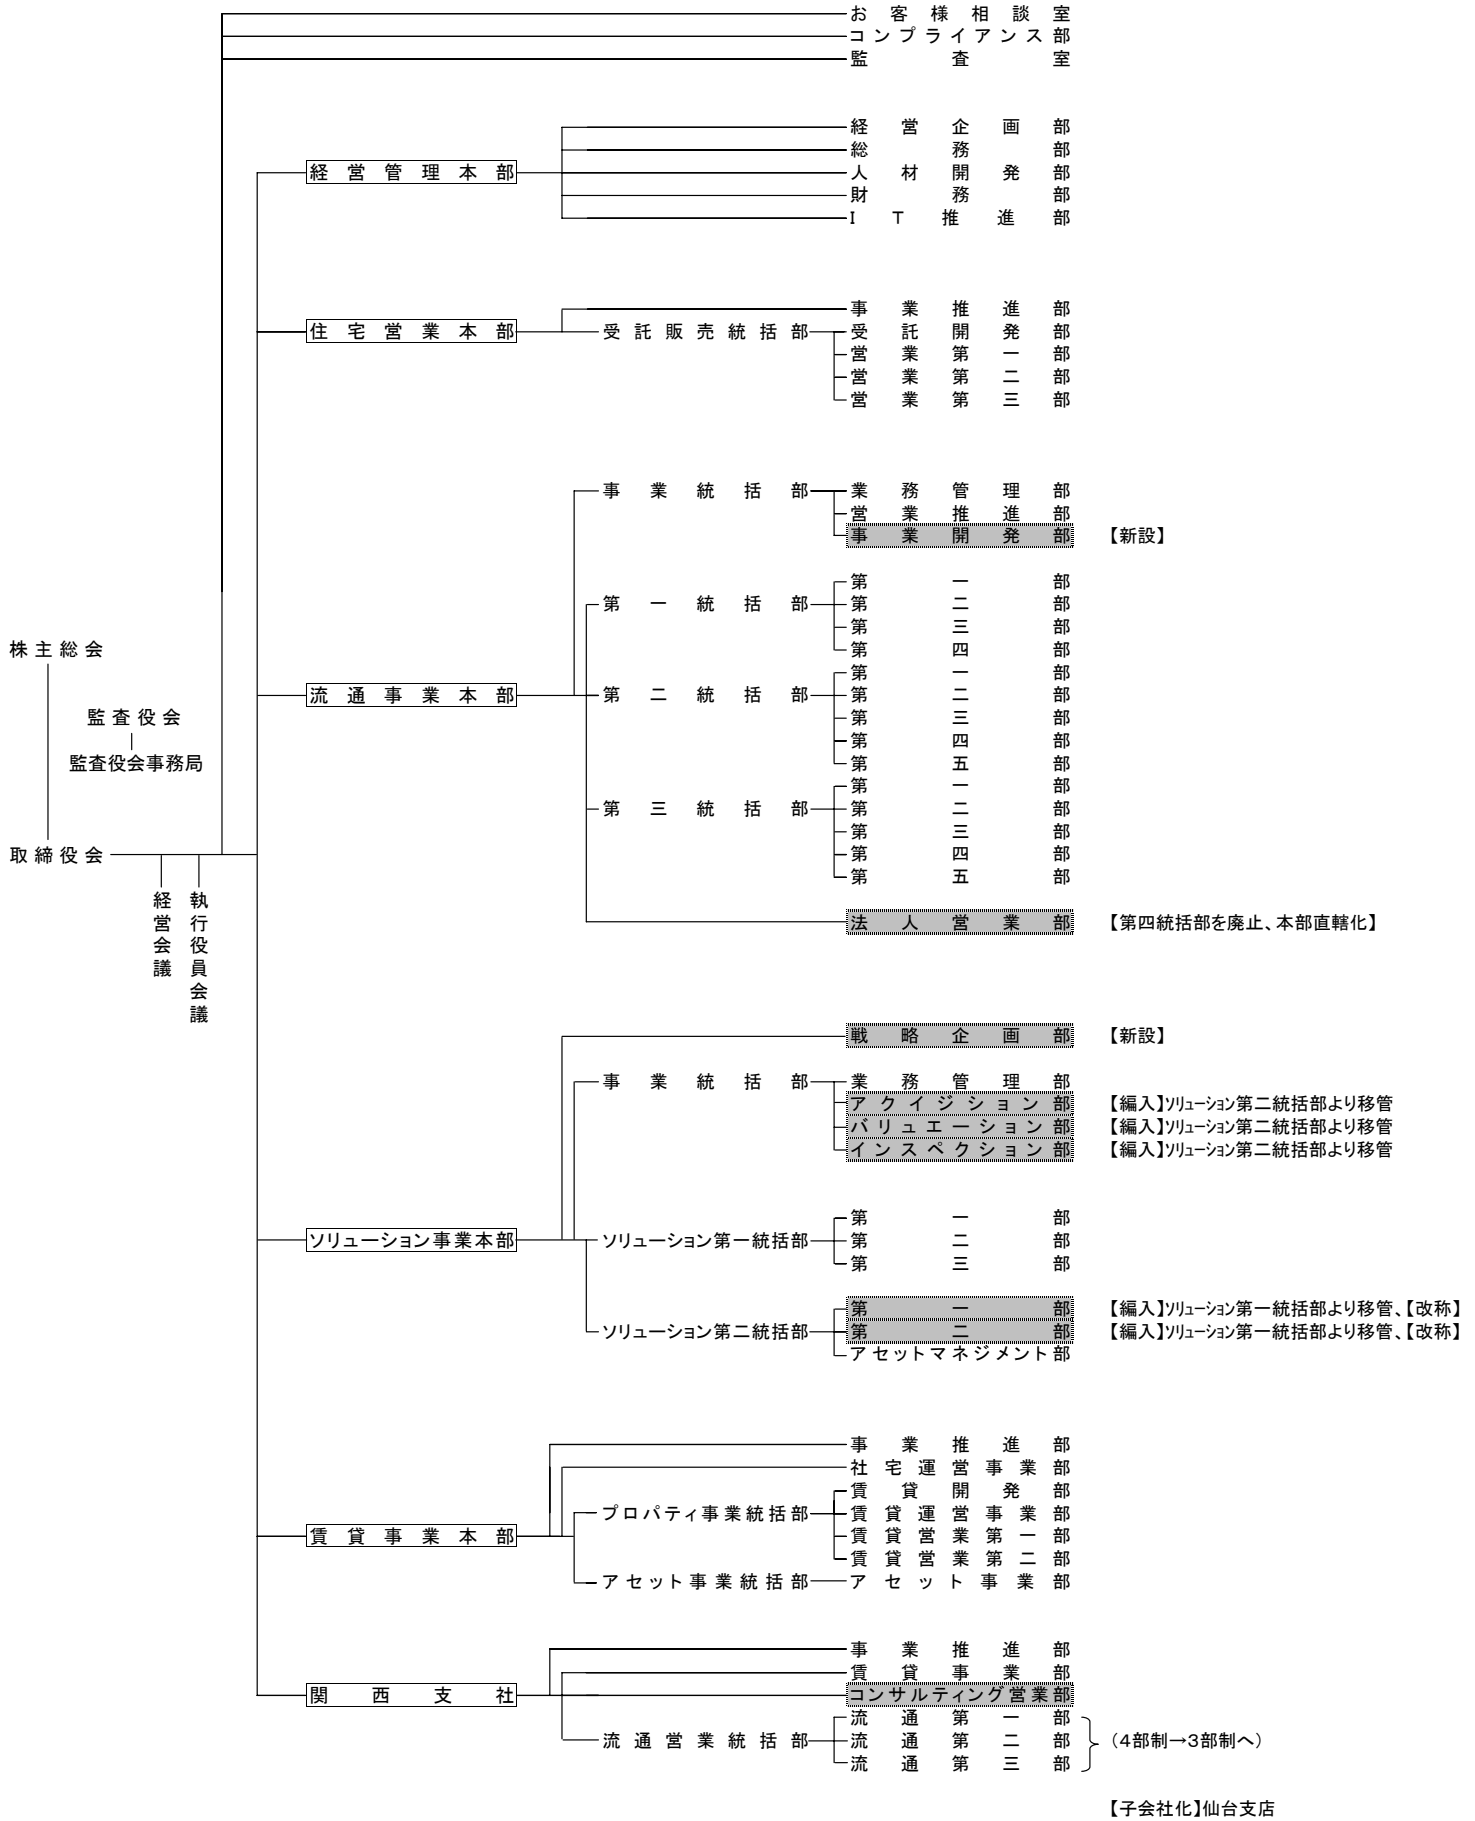 お客様相談室
コンプライアンス部
監査室
経営管理本部
経営企画部
総務部
人材開発部
財務部
IT推進部
住宅営業本部
事業推進部
受託販売統括部
受託開発部
営業第一部
営業第二部
営業第三部
株主総会
監査役会
監査役会事務局
取締役会
経営会議
執行役員会議
流通事業本部
事業統括部
業務管理部
営業推進部
事業開発部 【新設】
第一統括部
第一部
第二部
第三部
第四部
第二統括部
第一部
第二部
第三部
第四部
第五部
第三統括部
第一部
第二部
第三部
第四部
第五部
法人営業部 【第四統括部を廃止、本部直轄化】
ソリューション事業本部
戦略企画部 【新設】
事業統括部
業務管理部
アクイジション部 【編入】ソリューション第二統括部より移管
バリュエーション部 【編入】ソリューション第二統括部より移管
インスペクション部 【編入】ソリューション第二統括部より移管
ソリューション第一統括部
第一部
第二部
第三部
ソリューション第二統括部
第一部 【編入】ソリューション第一統括部より移管、【改称】
第二部 【編入】ソリューション第一統括部より移管、【改称】
アセットマネジメント部
賃貸事業本部
事業推進部
社宅運営事業部
プロパティ事業統括部
賃貸開発部
賃貸運営事業部
賃貸営業第一部
賃貸営業第二部
アセット事業統括部
アセット事業部
関西支社
事業推進部
賃貸事業部
コンサルティング営業部
流通営業統括部
流通第一部
流通第二部 （4部制→3部制へ）
流通第三部
【子会社化】仙台支店